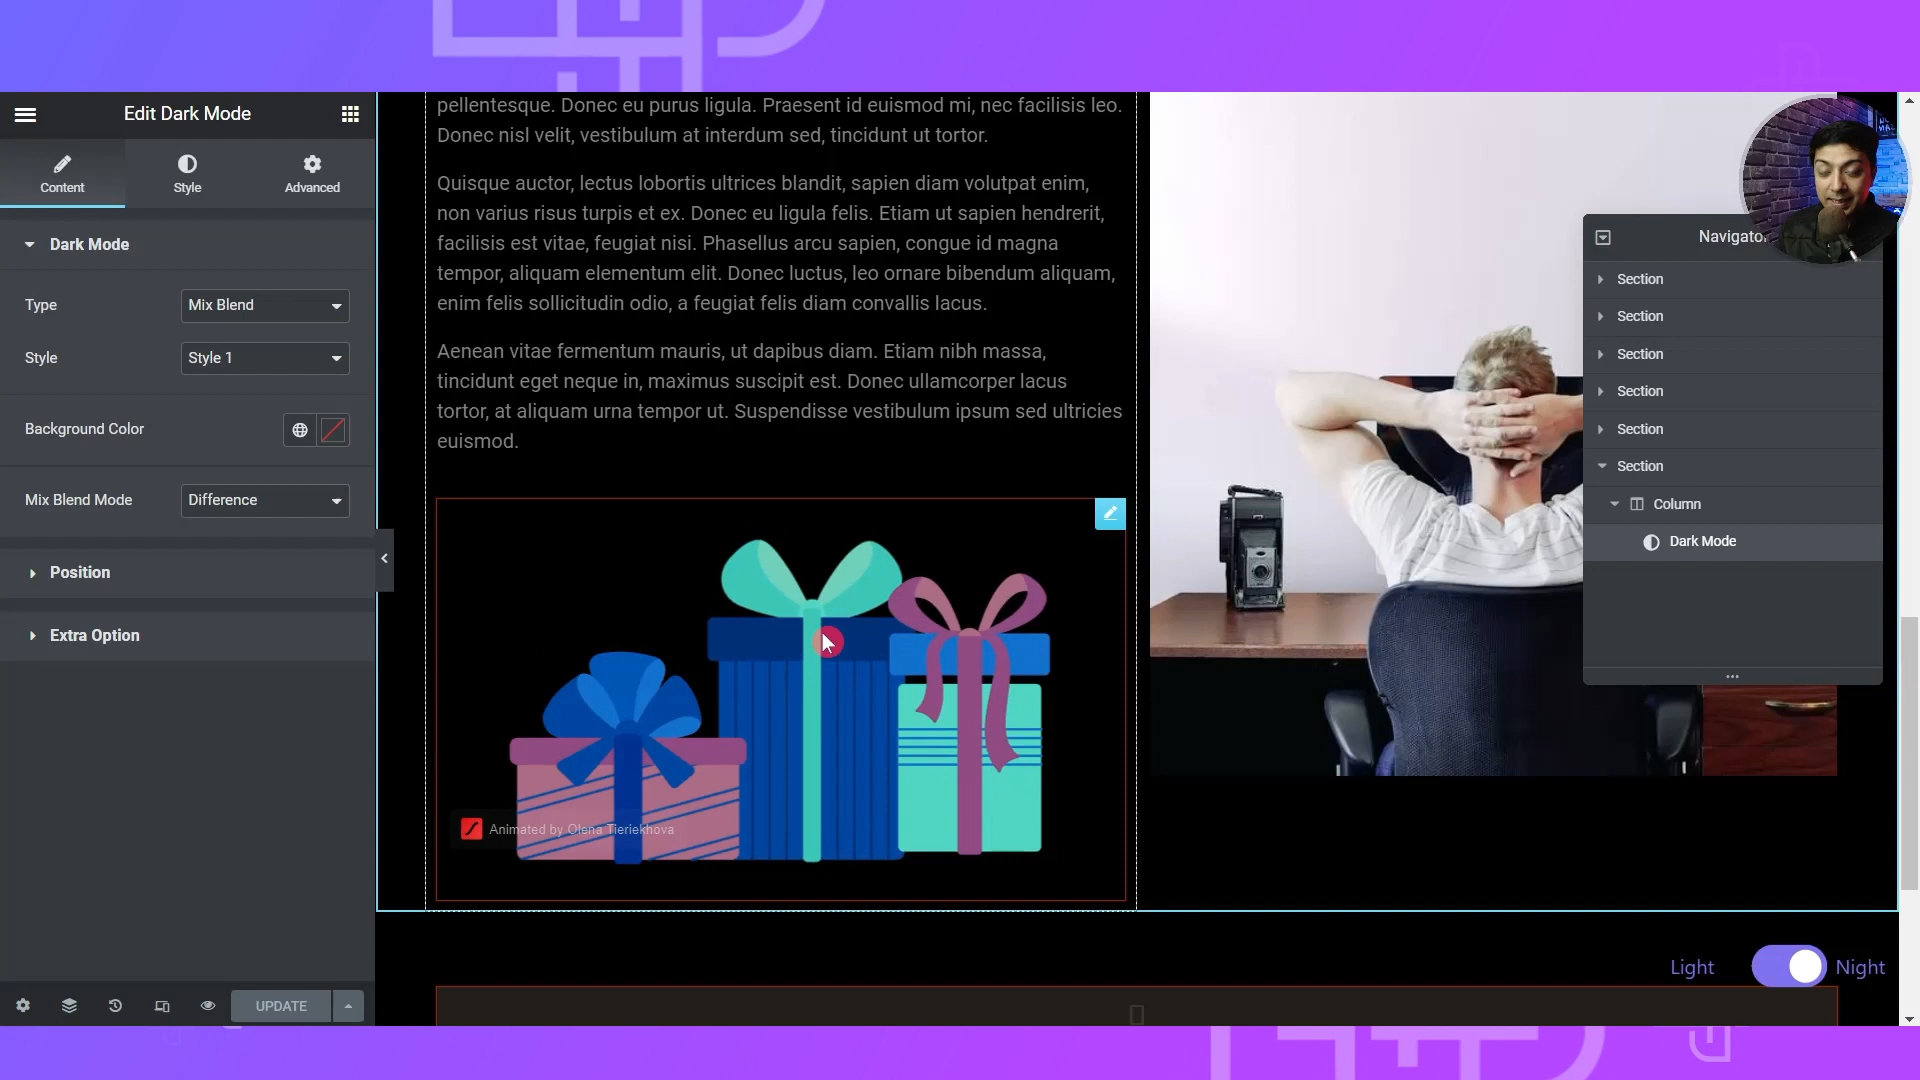 Edit Dark Mode
Content
Style
Advanced
Dark Mode
Type
Mix Blend
Style
Style 1
Background Color
Mix Blend Mode
Difference
Position
Extra Option
UPDATE
pellentesque. Donec eu purus ligula. Praesent id euismod mi, nec facilisis leo.
Donec nisl velit, vestibulum at interdum sed, tincidunt ut tortor.
Quisque auctor, lectus lobortis ultrices blandit, sapien diam volutpat enim,
non varius risus turpis et ex. Donec eu ligula felis. Etiam ut sapien hendrerit,
facilisis est vitae, feugiat nisi. Phasellus arcu sapien, congue id magna
tempor, aliquam elementum elit. Donec luctus, leo ornare bibendum aliquam,
enim felis sollicitudin odio, a feugiat felis diam convallis lacus.
Aenean vitae fermentum mauris, ut dapibus diam. Etiam nibh massa,
tincidunt eget neque in, maximus suscipit est. Donec ullamcorper lacus
tortor, at aliquam urna tempor ut. Suspendisse vestibulum ipsum sed ultricies
euismod.
Animated by Olena Tieriekhova
Navigator
Section
Section
Section
Section
Section
Section
Column
Dark Mode
Light
Night